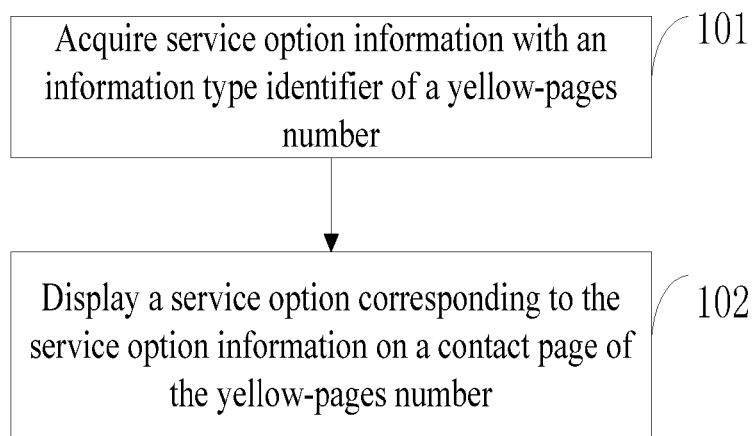 Acquire service option information with an
information type identifier of a yellow-pages
number
101
Display a service option corresponding to the
service option information on a contact page of
the yellow-pages number
102